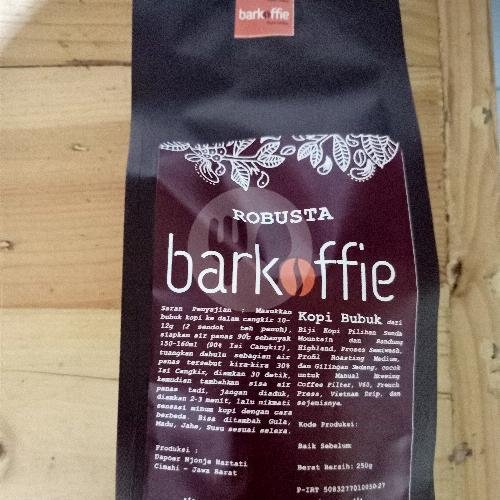 barkoffie
ROBUSTA
barkoffie
Saran Penyajian : Masukkan
bubuk kopi ke dalam cangkir 10-
12g (2 sendok teh penuh),
siapkan air panas 90c sebanyak
150-160ml (90% Isi Cangkir),
tuangkan dahulu sebagian air
panas tersebut kira-kira 30%
Isi Cangkir, diamkan 30 detik,
kemudian tambahkan sisa air
panas tadi, jangan diaduk,
diamkan 2-3 menit, lalu nikmati
sensasi minum kopi dengan cara
berbeda. Bisa ditambah Gula,
Madu, Jahe, Susu sesuai selera.
Produksi :
Dapoer Njonja Hartati
Cimahi - Jawa Barat
Kopi Bubuk dari
Biji Kopi Pilihan Sunda
Mountain dan Bandung
Highland, Proses Semiwash,
Profil Roasting Medium,
dan Gilingan Sedang, cocok
untuk Manual Brewing
Coffee Filter, V60, French
Press, Vietnam Drip, dan
sejenisnya.
Kode Produksi:
Baik Sebelum:
Berat Bersih: 250g
P-IRT 5083277010050-27